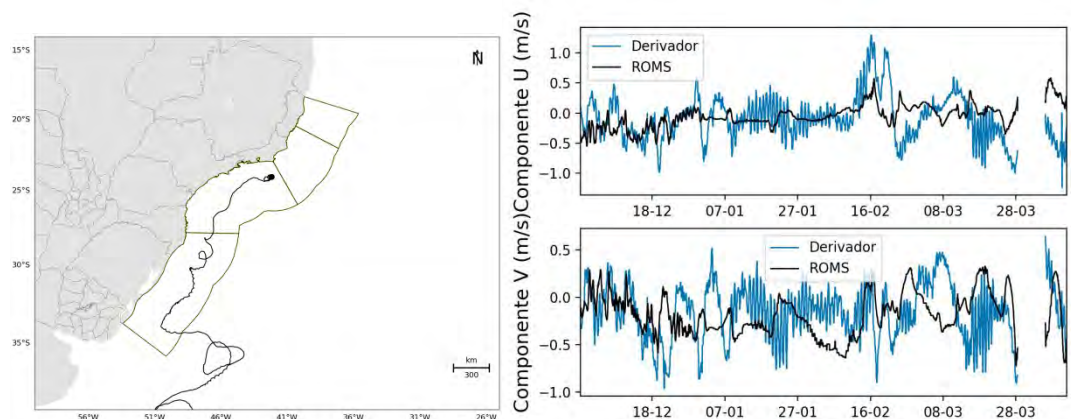 15°S
20°S
25°S
30°S
35°S
N
km
300
56°W 51°W 46°W 41°W 36°W 31°W 26°W
Componente U (m/s)
1.0
0.5
0.0
−0.5
−1.0
Derivador
ROMS
18-12 07-01 27-01 16-02 08-03 28-03
Componente V (m/s)
0.5
0.0
−0.5
−1.0
Derivador
ROMS
18-12 07-01 27-01 16-02 08-03 28-03